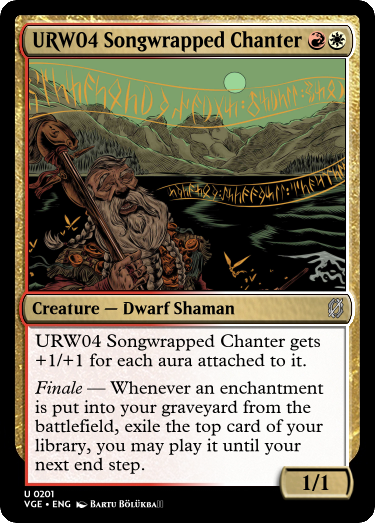 URW04 Songwrapped Chanter
Creature — Dwarf Shaman
URW04 Songwrapped Chanter gets
+1/+1 for each aura attached to it.
Finale — Whenever an enchantment
is put into your graveyard from the
battlefield, exile the top card of your
library, you may play it until your
next end step.
1/1
U 0201
VGE • ENG Bartu Bölükba